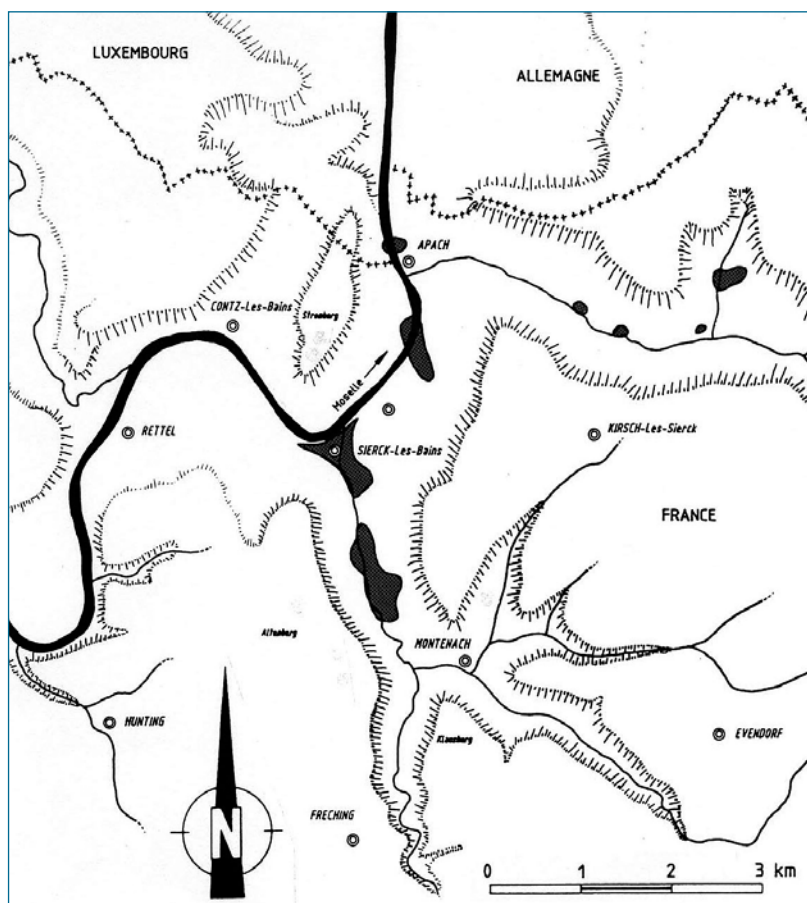 LUXEMBOURG
ALLEMAGNE
APACH
CONTZ-Les-Bains
Stromberg
Moselle
RETTEL
SIERCK-Les-Bains
KIRSCH-Les-Sierck
FRANCE
Altenberg
MONTENACH
HUNTING
Klausberg
EVENDORF
FRECHING
N
0 1 2 3 km